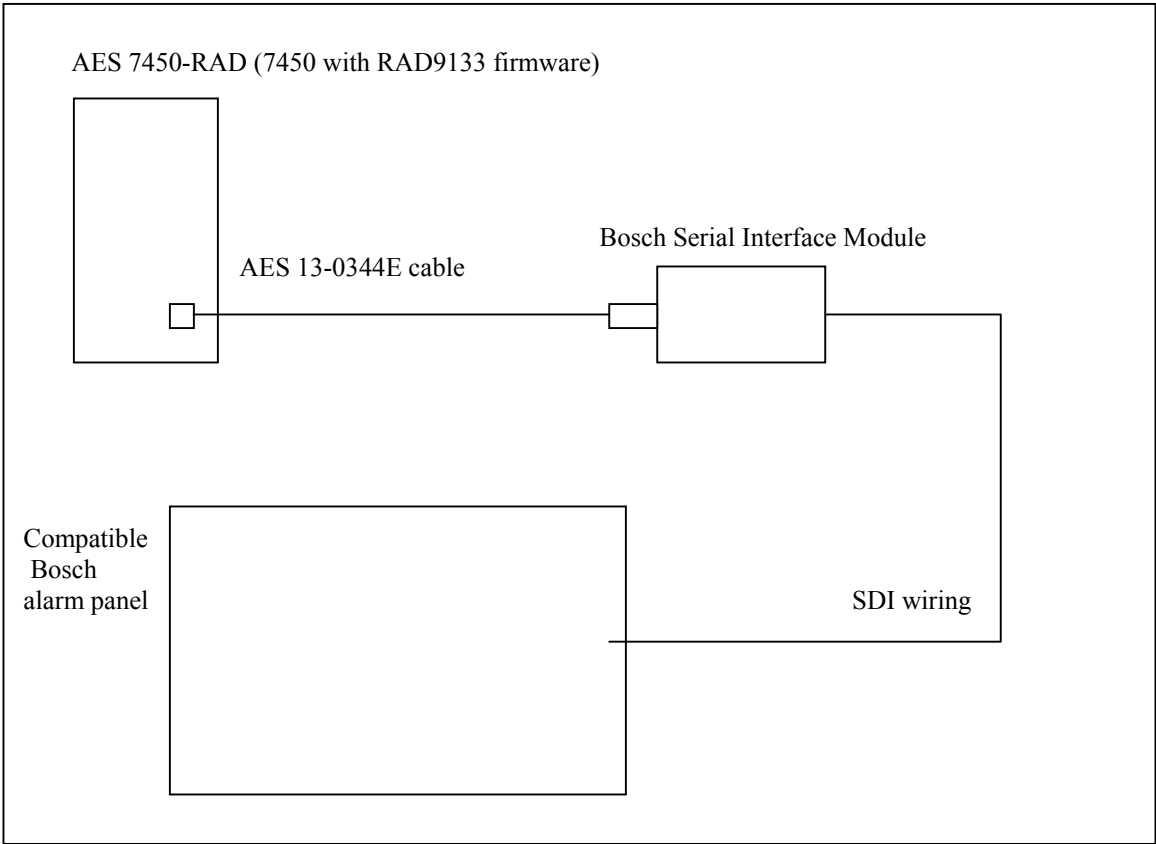 AES 7450-RAD (7450 with RAD9133 firmware)
Bosch Serial Interface Module
AES 13-0344E cable
Compatible
Bosch
alarm panel
SDI wiring